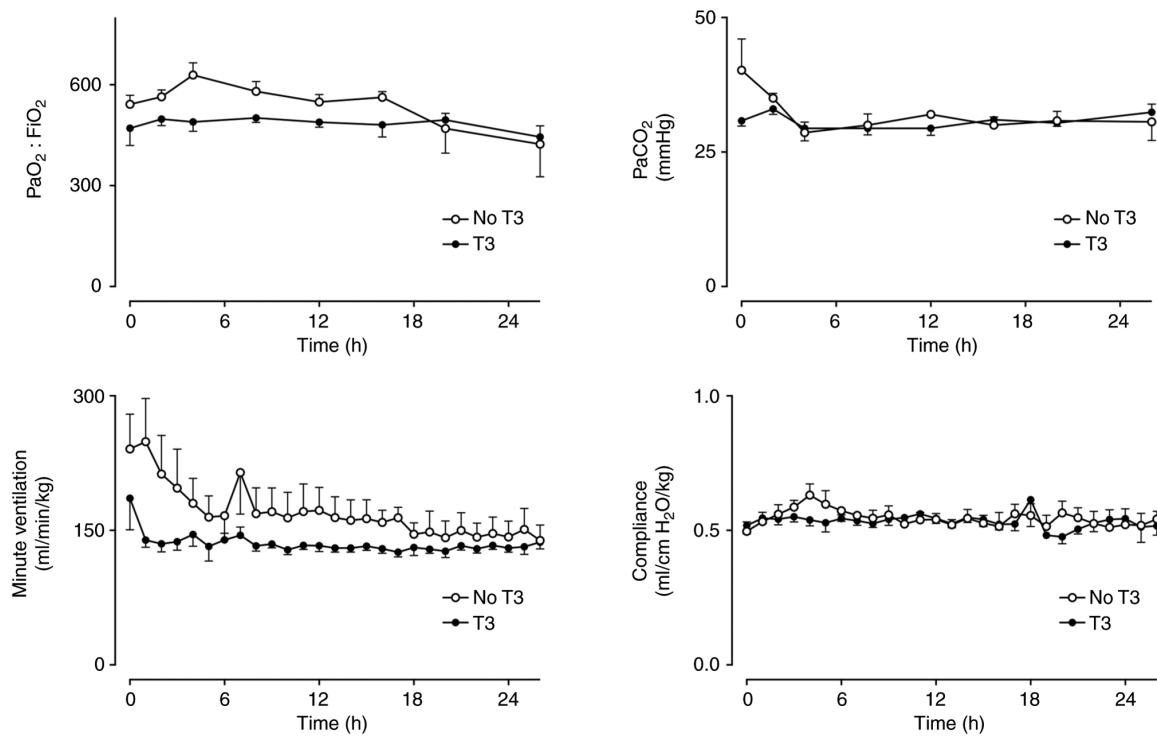 PaO2 : FiO2
600
300
0
No T3
T3
0 6 12 18 24
Time (h)
PaCO2
(mmHg)
50
25
0
No T3
T3
0 6 12 18 24
Time (h)
Minute ventilation
(ml/min/kg)
300
150
0
No T3
T3
0 6 12 18 24
Time (h)
Compliance
(ml/cm H2O/kg)
1.0
0.5
0.0
No T3
T3
0 6 12 18 24
Time (h)